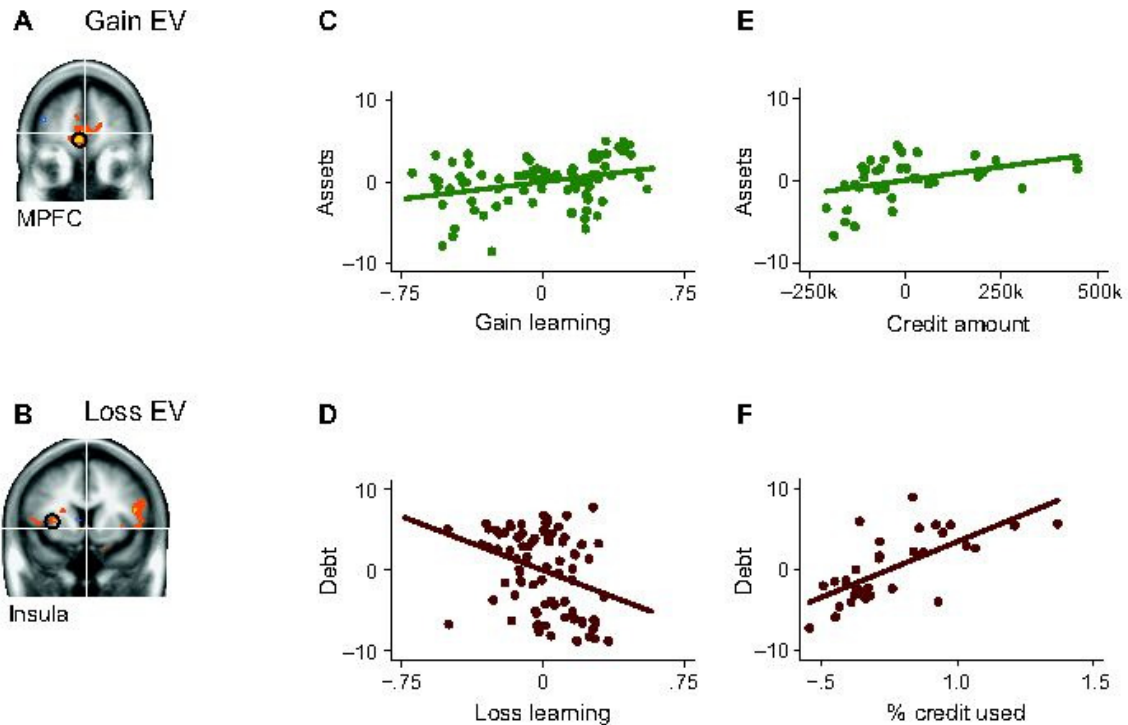 A Gain EV
MPFC
C
10
0
–10
Assets
–.75 0 .75
Gain learning
E
10
0
–10
Assets
–250k 0 250k 500k
Credit amount
B Loss EV
Insula
D
10
0
–10
Debt
–.75 0 .75
Loss learning
F
10
0
–10
Debt
–.5 1.0 1.5
% credit used